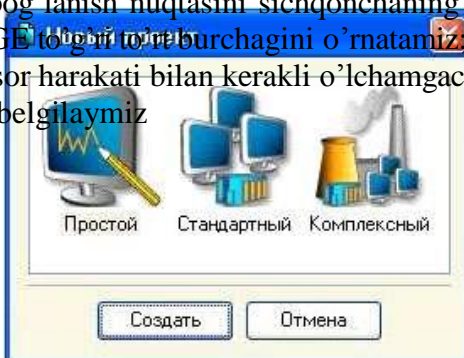 bog'lanish nuqtasini sichqonchaning
GE to'g'ri to'rt burchagini o'rnatamiz:
sor harakati bilan kerakli o'lchamgac
belgilaymiz
Простой Стандартный Комплексный
Создать Отмена